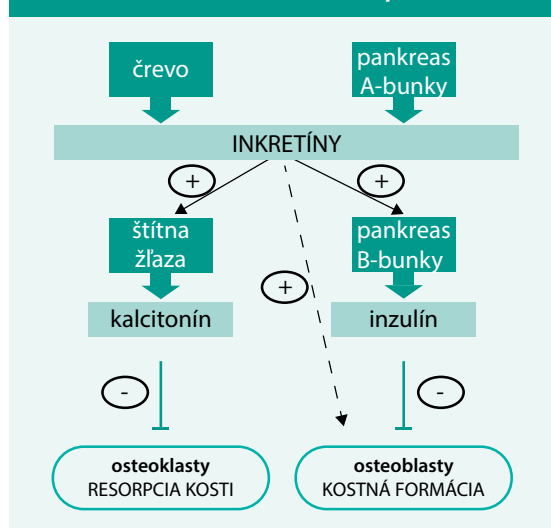 črevo
pankreas
A-bunky
INKRETÍNY
+
+
štítna
žľaza
pankreas
B-bunky
+
kalcitonín
inzulín
-
-
osteoklasty
RESORPCIA KOSTI
osteoblasty
KOSTNÁ FORMÁCIA